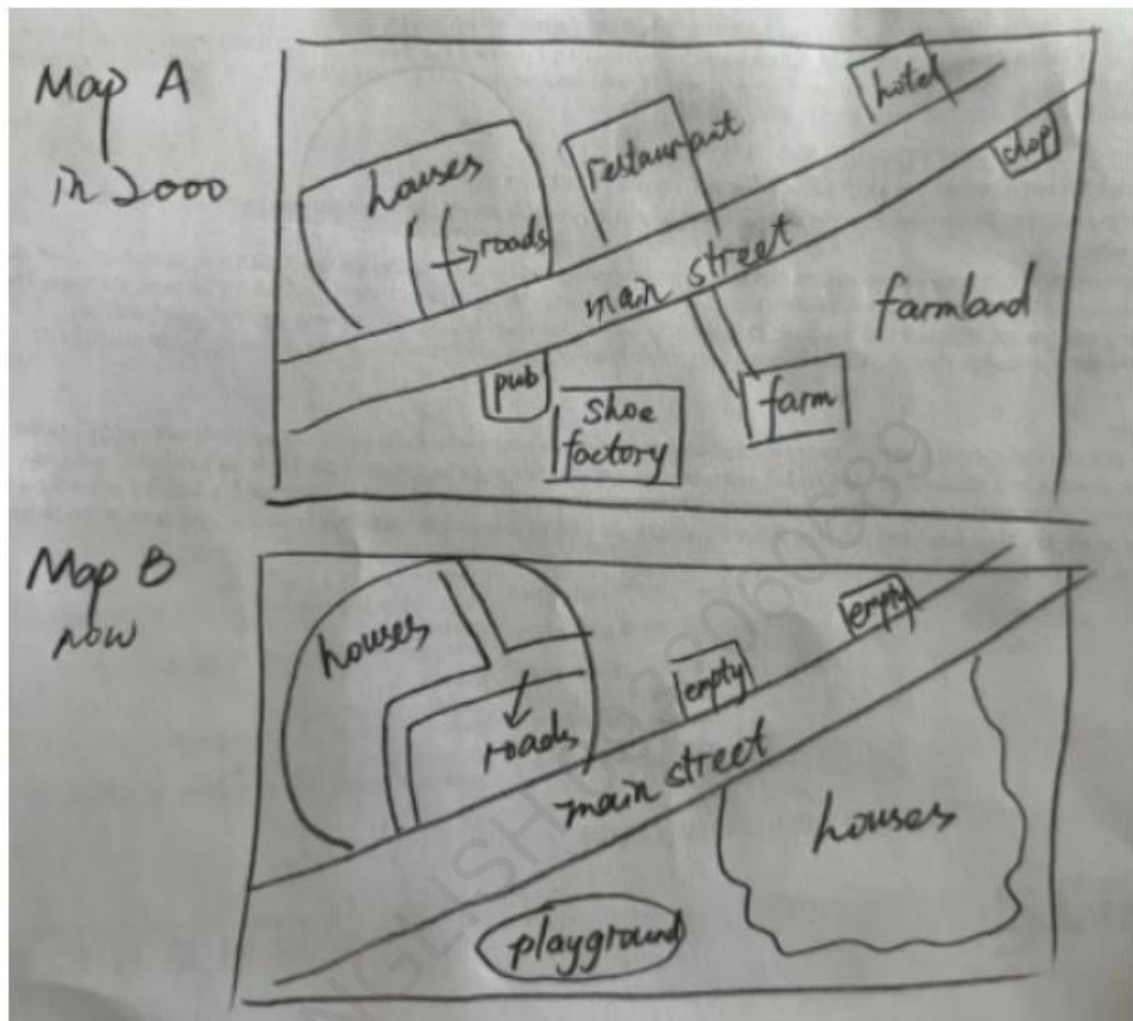 Map A
in 2000
hotel
shop
restaurant
houses
roads
main street
farmland
pub
shoe
factory
farm
Map B
now
houses
empty
empty
roads
main street
houses
playground